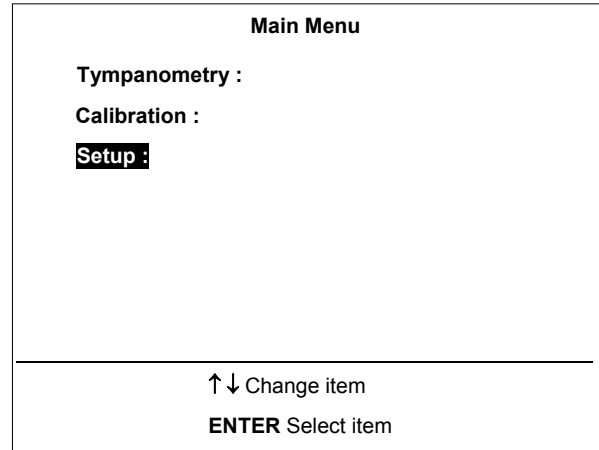 Main Menu
Tympanometry :
Calibration :
Setup :
↑↓ Change item
ENTER Select item